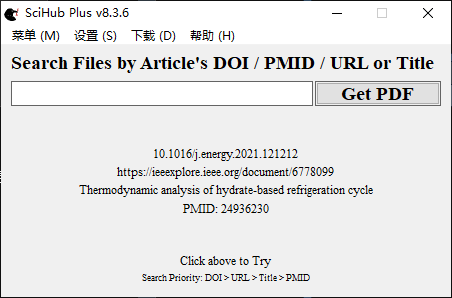 SciHub Plus v8.3.6
菜单 (M) 设置 (S) 下载 (D) 帮助 (H)
Search Files by Article's DOI / PMID / URL or Title
Get PDF
10.1016/j.energy.2021.121212
https://ieeexplore.ieee.org/document/6778099
Thermodynamic analysis of hydrate-based refrigeration cycle
PMID: 24936230
Click above to Try
Search Priority: DOI > URL > Title > PMID